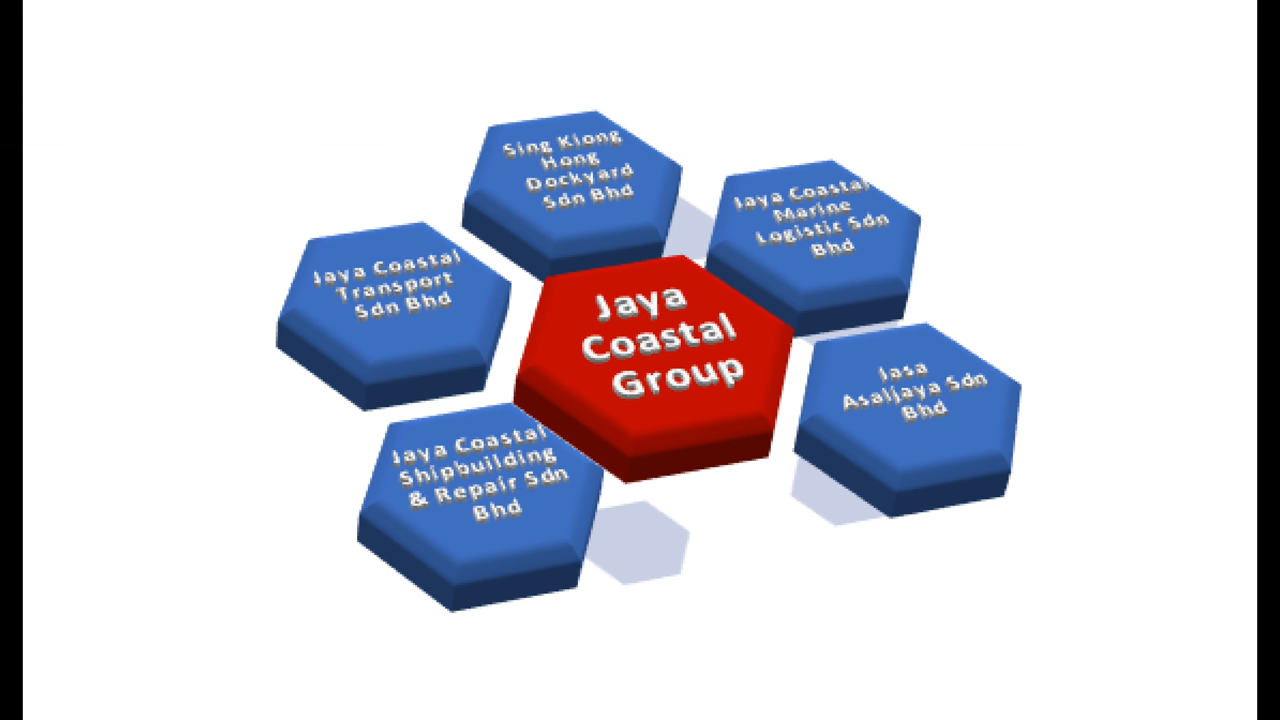 Sing Kiong
Hong
Dockyard
Sdn Bhd
Jaya Coastal
Marine
Logistic Sdn
Bhd
Jaya Coastal
Transport
Sdn Bhd
Jaya
Coastal
Group
Jasa
Asaljaya Sdn
Bhd
Jaya Coastal
Shipbuilding
& Repair Sdn
Bhd